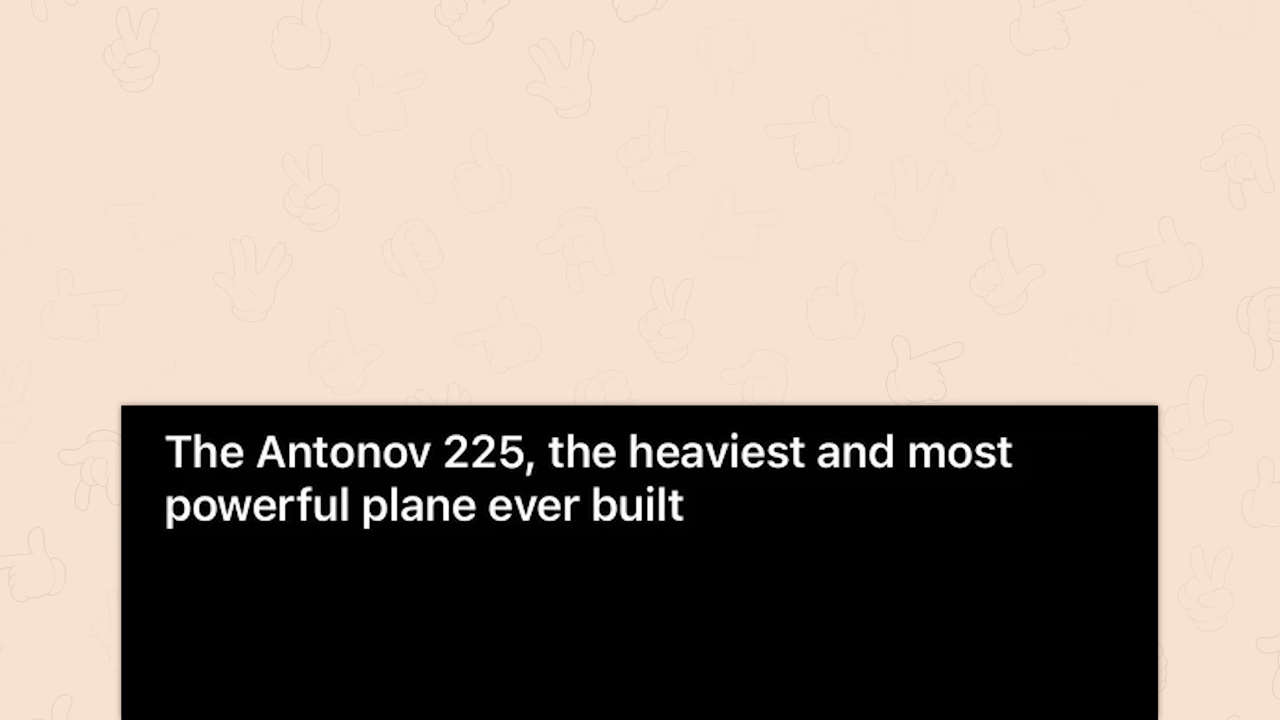 The Antonov 225, the heaviest and most
powerful plane ever built